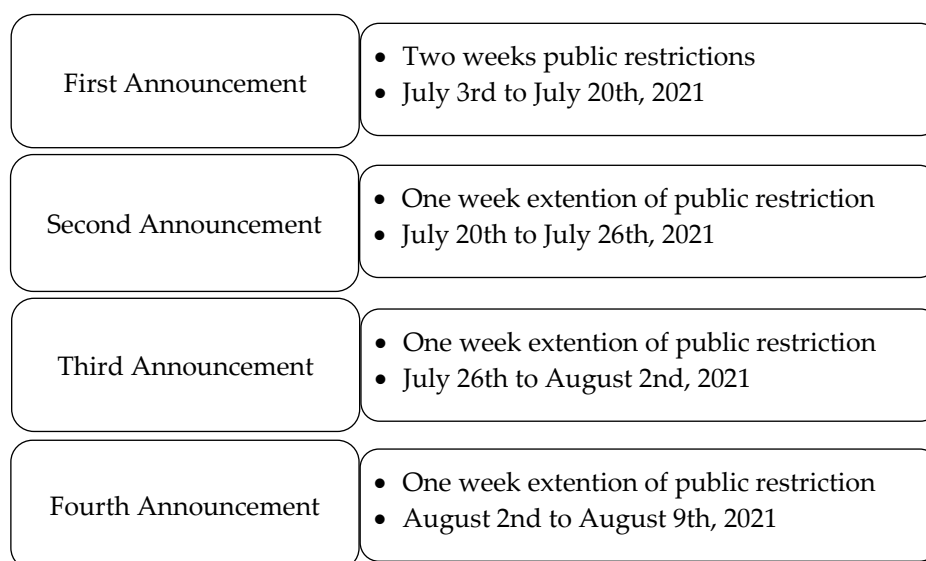 First Announcement
• Two weeks public restrictions
• July 3rd to July 20th, 2021
Second Announcement
• One week extention of public restriction
• July 20th to July 26th, 2021
Third Announcement
• One week extention of public restriction
• July 26th to August 2nd, 2021
Fourth Announcement
• One week extention of public restriction
• August 2nd to August 9th, 2021